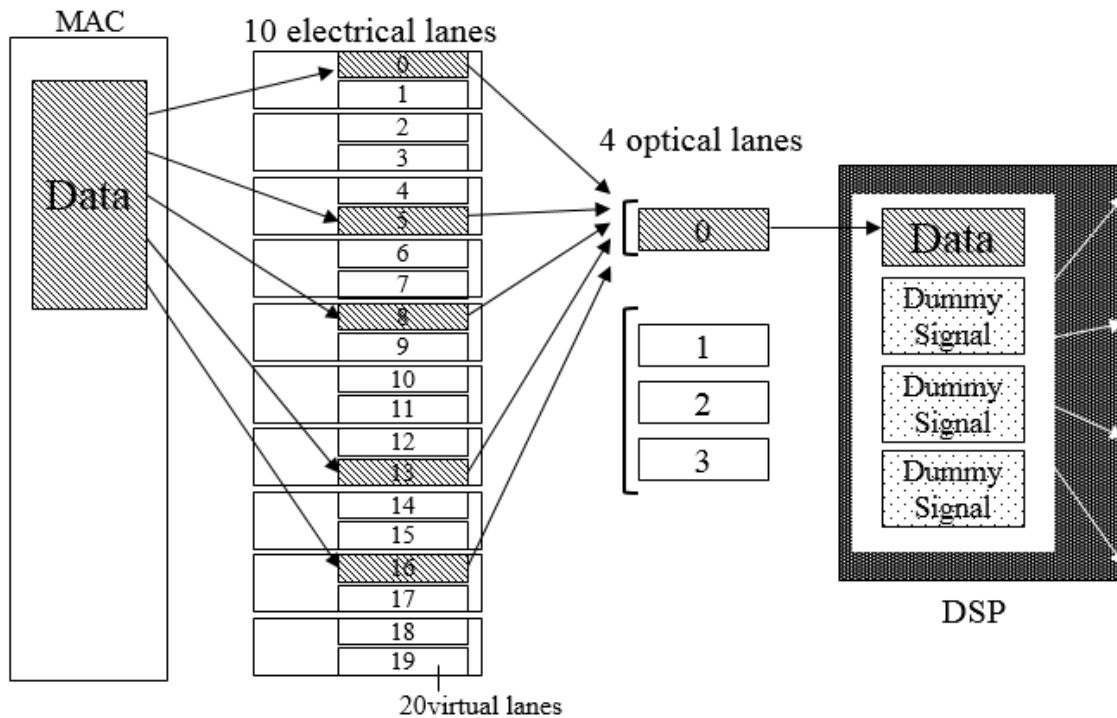 MAC
Data
10 electrical lanes
0
1
2
3
4
5
6
7
8
9
10
11
12
13
14
15
16
17
18
19
20virtual lanes
4 optical lanes
0
1
2
3
Data
Dummy
Signal
Dummy
Signal
Dummy
Signal
DSP